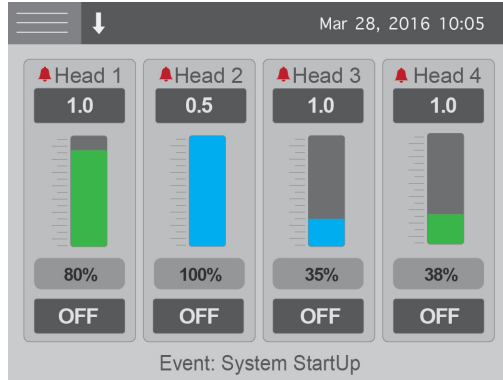 Mar 28, 2016 10:05
Head 1 Head 2 Head 3 Head 4
1.0 0.5 1.0 1.0
80% 100% 35% 38%
OFF OFF OFF OFF
Event: System StartUp